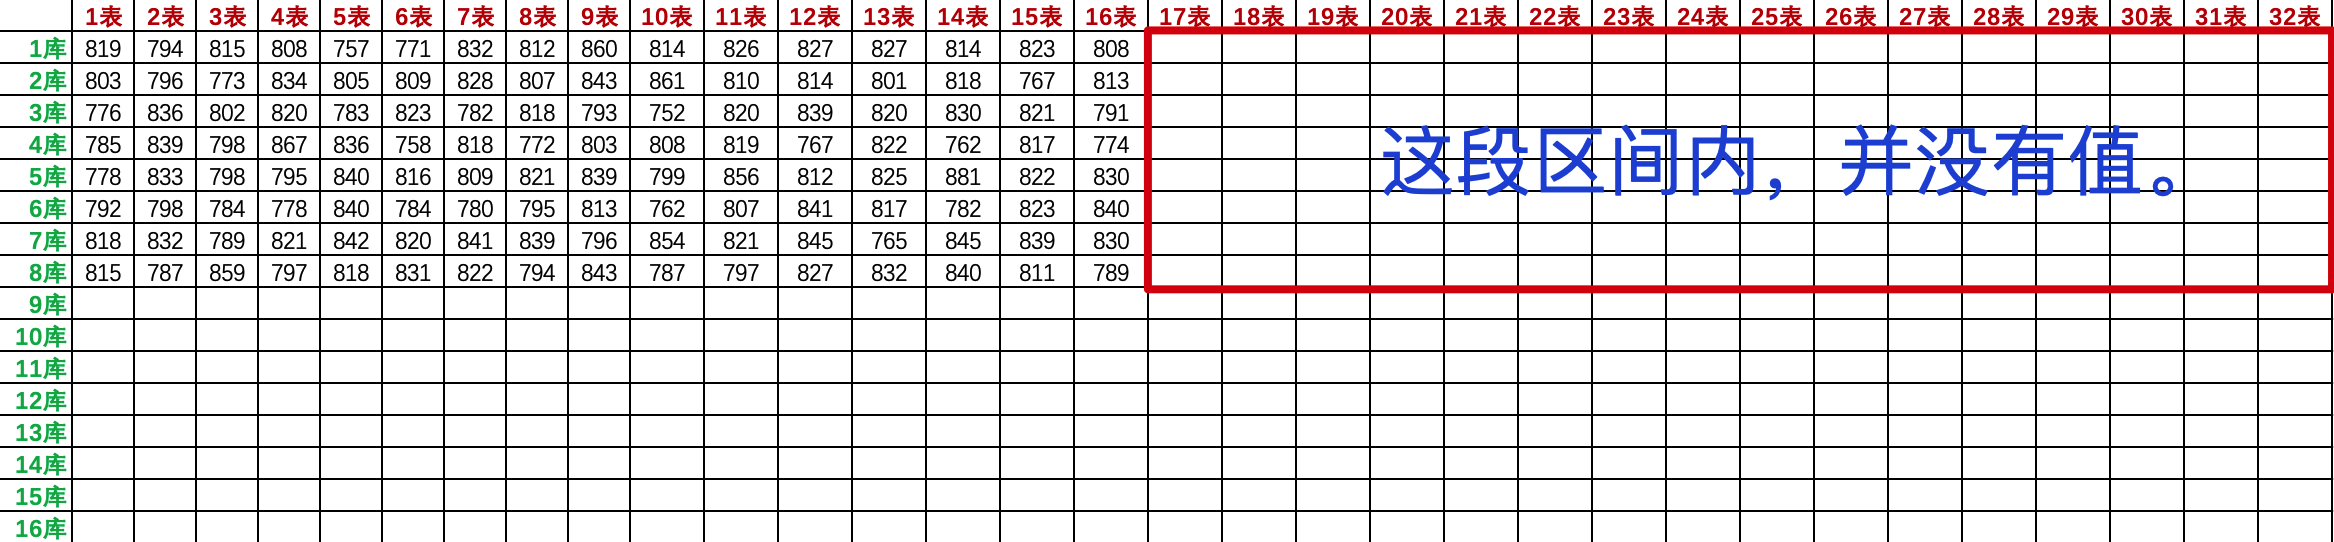 1表 2表 3表 4表 5表 6表 7表 8表 9表 10表 11表 12表 13表 14表 15表 16表 17表 18表 19表 20表 21表 22表 23表 24表 25表 26表 27表 28表 29表 30表 31表 32表
1库 819 794 815 808 757 771 832 812 860 814 826 827 827 814 823 808
2库 803 796 773 834 805 809 828 807 843 861 810 814 801 818 767 813
3库 776 836 802 820 783 823 782 818 793 752 820 839 820 830 821 791
4库 785 839 798 867 836 758 818 772 803 808 819 767 822 762 817 774
5库 778 833 798 795 840 816 809 821 839 799 856 812 825 881 822 830
6库 792 798 784 778 840 784 780 795 813 762 807 841 817 782 823 840
7库 818 832 789 821 842 820 841 839 796 854 821 845 765 845 839 830
8库 815 787 859 797 818 831 822 794 843 787 797 827 832 840 811 789
这段区间内，并没有值。
9库
10库
11库
12库
13库
14库
15库
16库